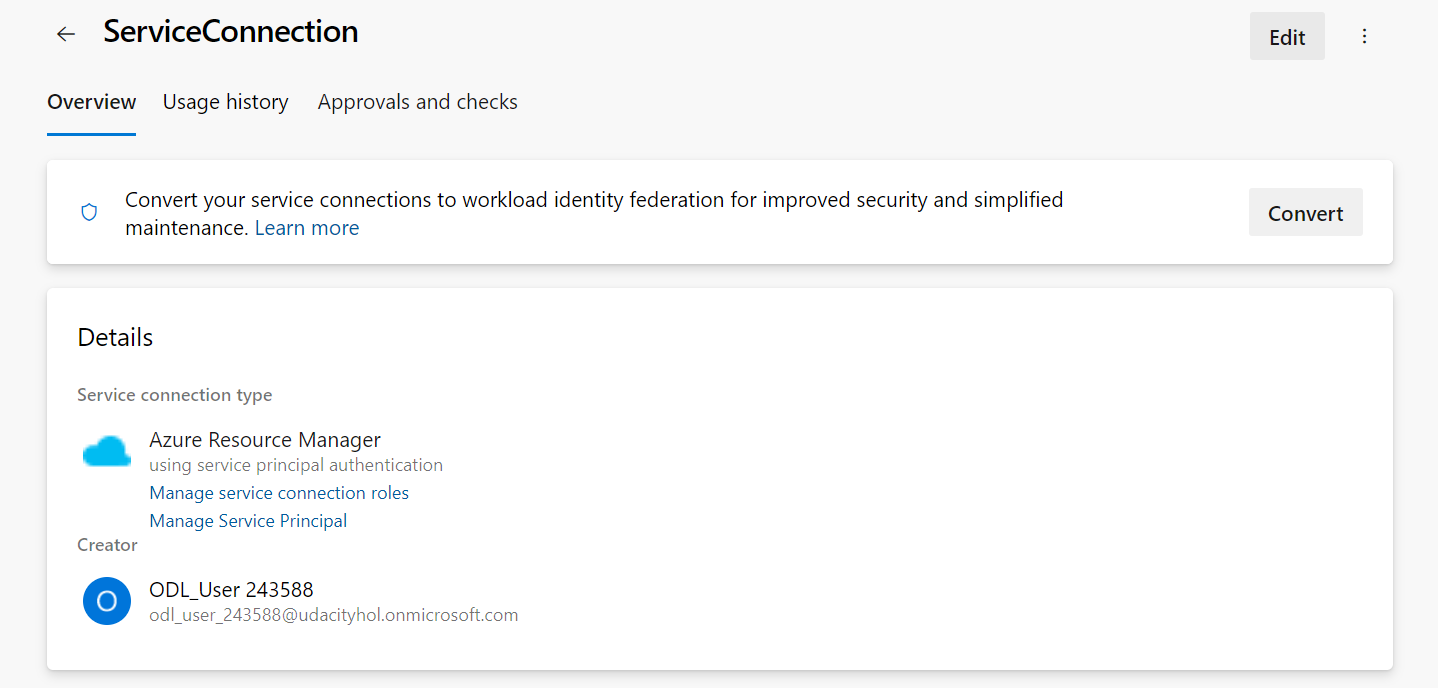 ServiceConnection
Edit
Overview
Usage history
Approvals and checks
Convert your service connections to workload identity federation for improved security and simplified
maintenance. Learn more
Convert
Details
Service connection type
Azure Resource Manager
using service principal authentication
Manage service connection roles
Manage Service Principal
Creator
O
ODL_User 243588
odl_user_243588@udacityhol.onmicrosoft.com